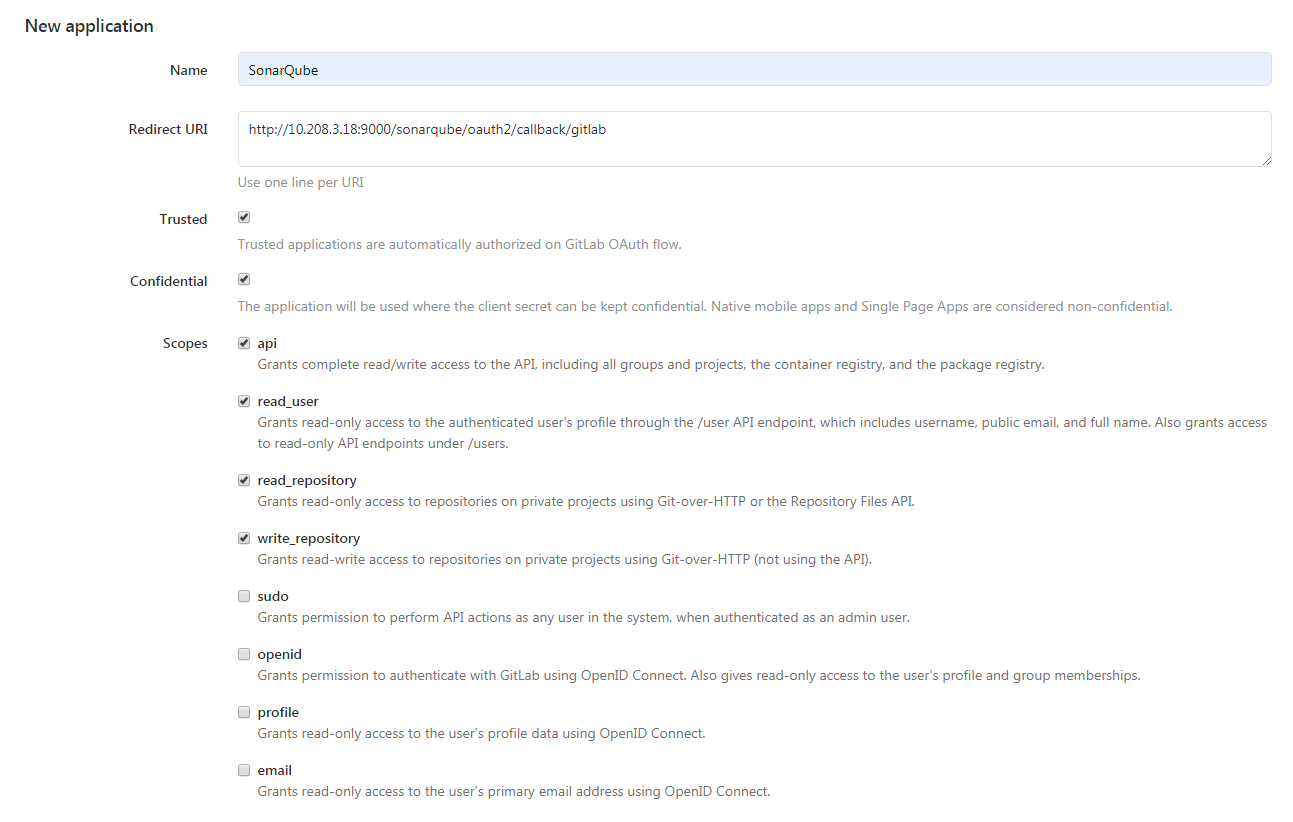 New application
Name
SonarQube
Redirect URI
http://10.208.3.18:9000/sonarqube/oauth2/callback/gitlab
Use one line per URI
Trusted
Trusted applications are automatically authorized on GitLab OAuth flow.
Confidential
The application will be used where the client secret can be kept confidential. Native mobile apps and Single Page Apps are considered non-confidential.
Scopes
api
Grants complete read/write access to the API, including all groups and projects, the container registry, and the package registry.
read_user
Grants read-only access to the authenticated user's profile through the /user API endpoint, which includes username, public email, and full name. Also grants access
to read-only API endpoints under /users.
read_repository
Grants read-only access to repositories on private projects using Git-over-HTTP or the Repository Files API.
write_repository
Grants read-write access to repositories on private projects using Git-over-HTTP (not using the API).
sudo
Grants permission to perform API actions as any user in the system, when authenticated as an admin user.
openid
Grants permission to authenticate with GitLab using OpenID Connect. Also gives read-only access to the user's profile and group memberships.
profile
Grants read-only access to the user's profile data using OpenID Connect.
email
Grants read-only access to the user's primary email address using OpenID Connect.